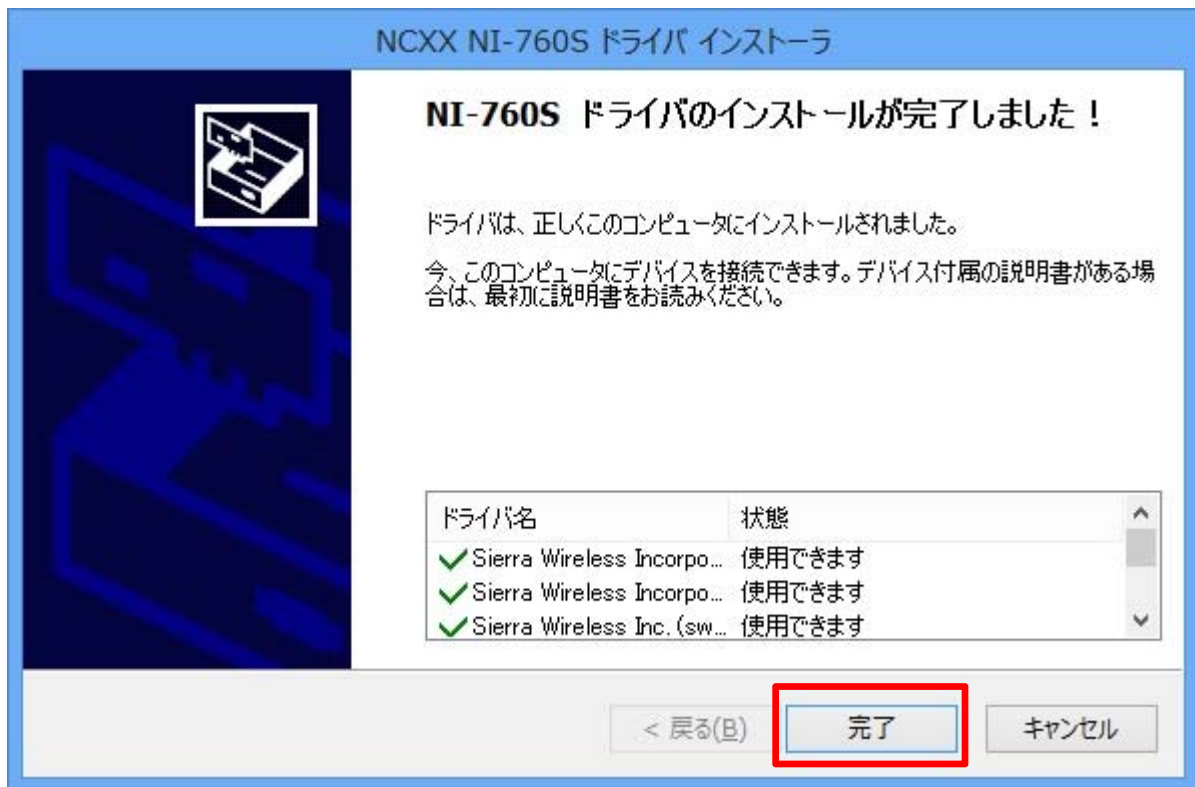 NCXX NI-760S ドライバ インストーラ
NI-760S ドライバのインストールが完了しました！
ドライバは、正しくこのコンピュータにインストールされました。
今、このコンピュータにデバイスを接続できます。デバイス付属の説明書がある場
合は、最初に説明書をお読みください。
ドライバ名 状態
Sierra Wireless Incorpo... 使用できます
Sierra Wireless Incorpo... 使用できます
Sierra Wireless Inc. (sw... 使用できます
< 戻る(B) 完了 キャンセル